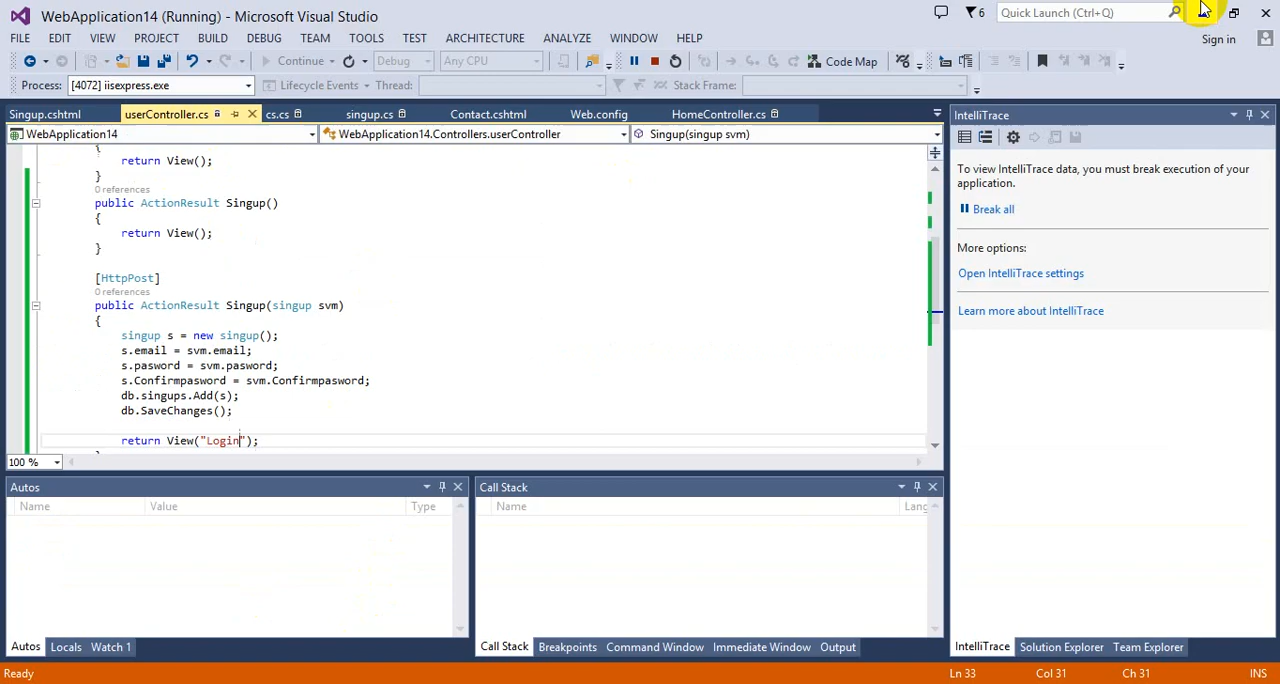 WebApplication14 (Running) - Microsoft Visual Studio
6
Quick Launch (Ctrl+Q)
FILE EDIT VIEW PROJECT BUILD DEBUG TEAM TOOLS TEST ARCHITECTURE ANALYZE WINDOW HELP
Sign in
Continue Debug Any CPU Code Map
Process: [4072] iisexpress.exe Lifecycle Events Thread: Stack Frame:
Singup.cshtml userController.cs cs.cs singup.cs Contact.cshtml Web.config HomeController.cs
WebApplication14 WebApplication14.Controllers.userController Singup(singup svm)
{
return View();
}
0 references
public ActionResult Singup()
{
return View();
}
[HttpPost]
0 references
public ActionResult Singup(singup svm)
{
singup s = new singup();
s.email = svm.email;
s.pasword = svm.pasword;
s.Confirmpasword = svm.Confirmpasword;
db.singups.Add(s);
db.SaveChanges();
return View("Login");
100 %
IntelliTrace
To view IntelliTrace data, you must break execution of your
application.
Break all
More options:
Open IntelliTrace settings
Learn more about IntelliTrace
Autos
Name Value Type
Call Stack
Name Lang
Autos Locals Watch 1
Call Stack Breakpoints Command Window Immediate Window Output
IntelliTrace Solution Explorer Team Explorer
Ready Ln 33 Col 31 Ch 31 INS